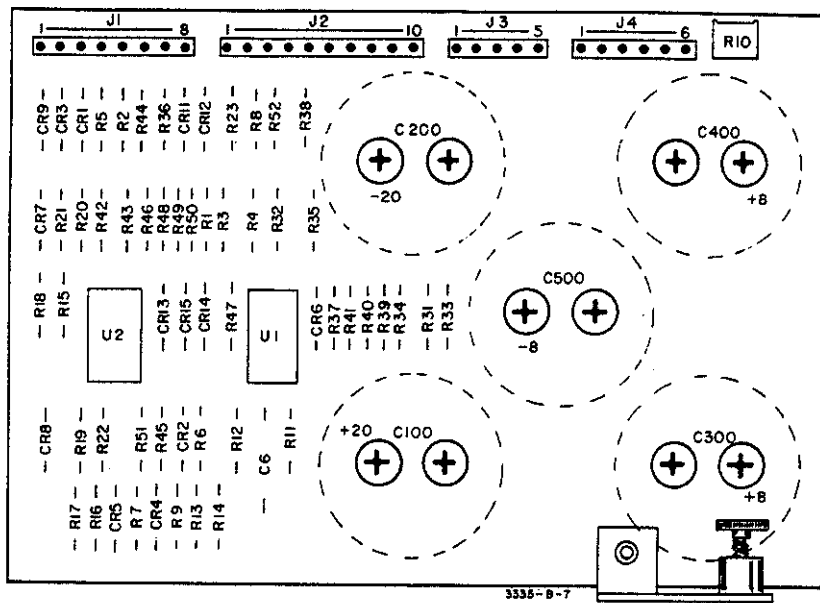 J1 J2 J3 J4
1 8 1 10 1 5 1 6 R10
CR9 CR3 CR1 R5 R2 R44 R36 CR11 CR12 R23 R8 R52 R38
C200 C400
-20 +8
CR7 R21 R20 R42 R43 R46 R48 R49 R50 R1 R3 R4 R32 R35
C500
R18 R15 U2 CR13 CR15 CR14 R47 U1 CR6 R37 R41 R40 R39 R34 R31 R33
-8
+20 C100 C300
CR8 R19 R22 R51 R45 CR2 R6 R12 C6 R11
+8
R17 R16 CR5 R7 CR4 R9 R13 R14
3335-B-7